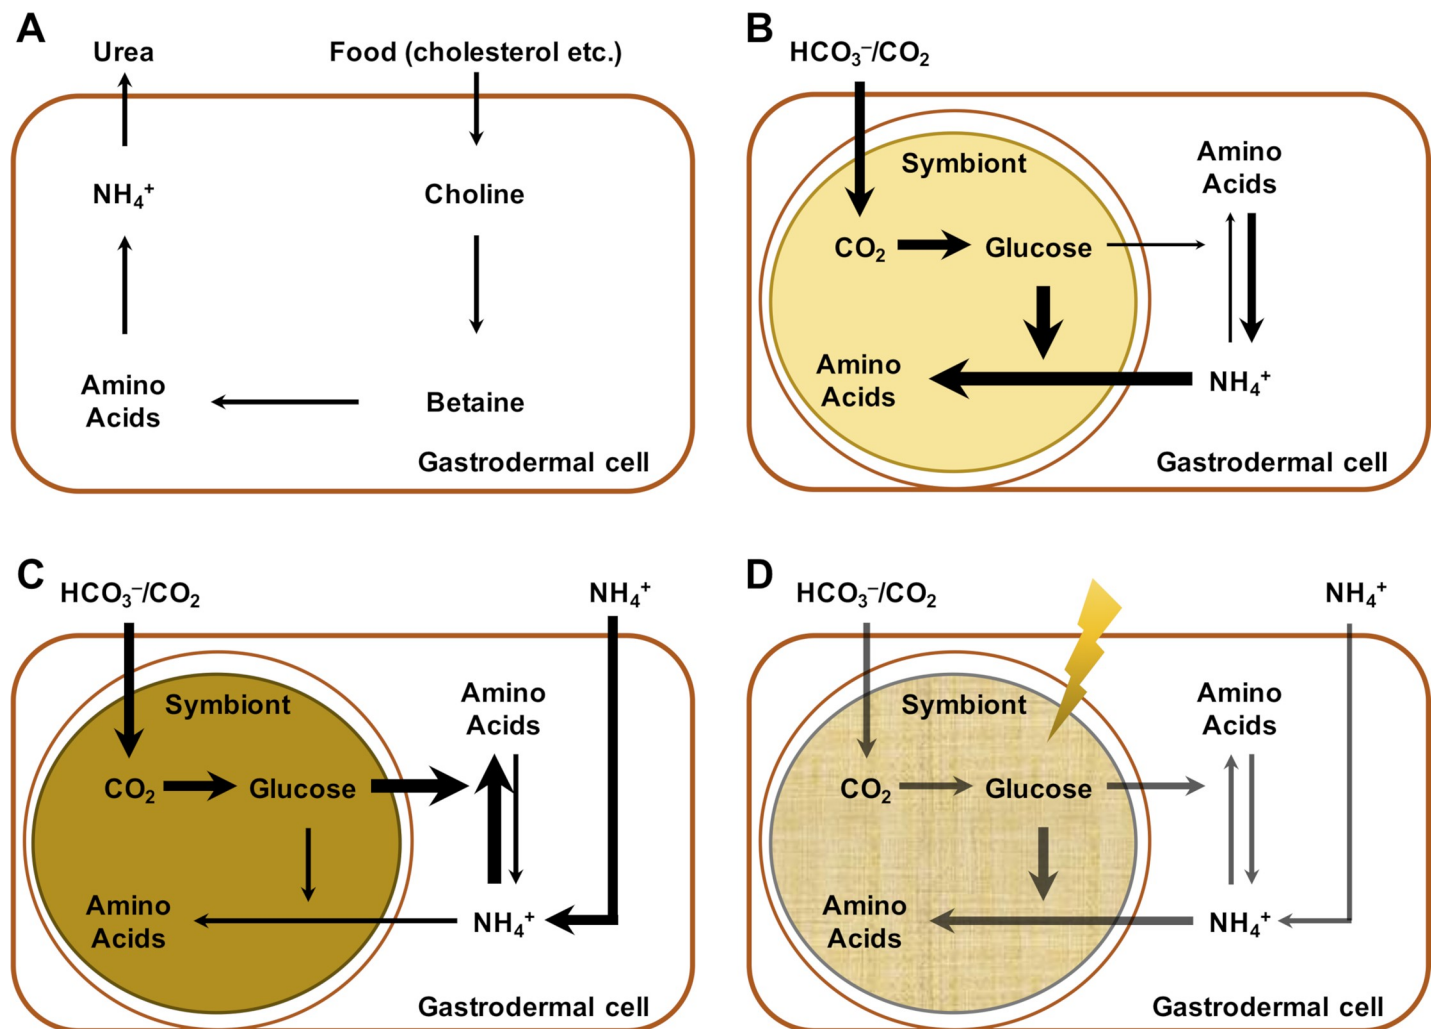 A
Urea
Food (cholesterol etc.)
NH₄⁺
Choline
Amino
Acids
Betaine
Gastrodermal cell
B
HCO₃⁻/CO₂
Symbiont
Amino
Acids
CO₂
Glucose
Amino
Acids
NH₄⁺
Gastrodermal cell
C
HCO₃⁻/CO₂
NH₄⁺
Symbiont
Amino
Acids
CO₂
Glucose
Amino
Acids
NH₄⁺
Gastrodermal cell
D
HCO₃⁻/CO₂
NH₄⁺
Symbiont
Amino
Acids
CO₂
Glucose
Amino
Acids
NH₄⁺
Gastrodermal cell